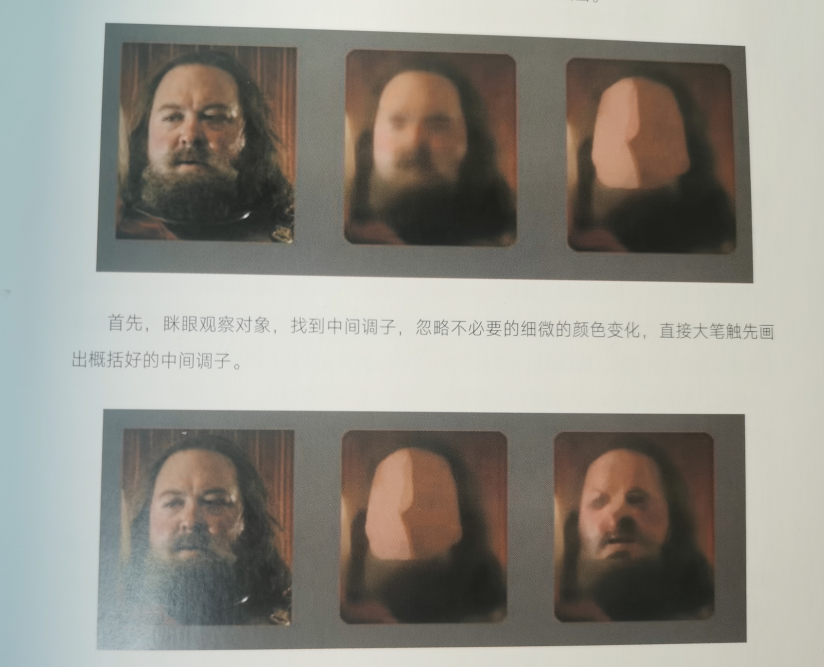 首先，眯眼观察对象，找到中间调子，忽略不必要的细微的颜色变化，直接大笔触先画
出概括好的中间调子。